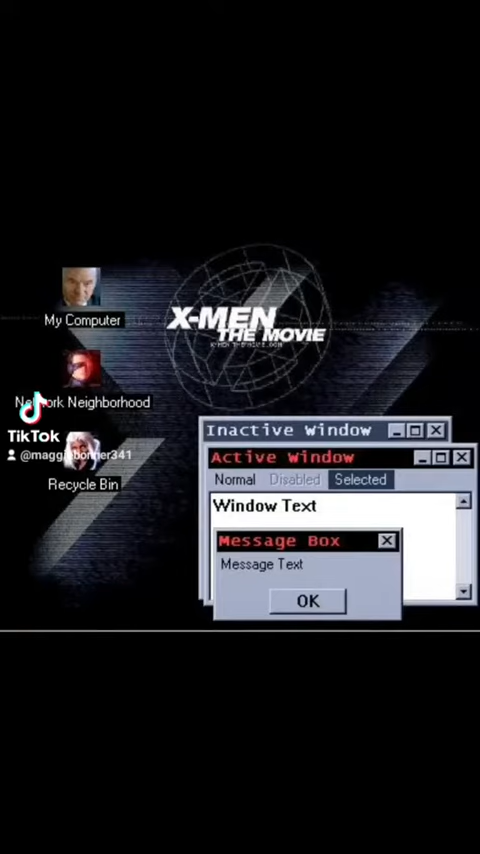 X-MEN
THE MOVIE
My Computer
Network Neighborhood
TikTok
@maggiebonner341
Recycle Bin
Inactive Window
Active Window
Normal Disabled Selected
Window Text
Message Box
Message Text
OK